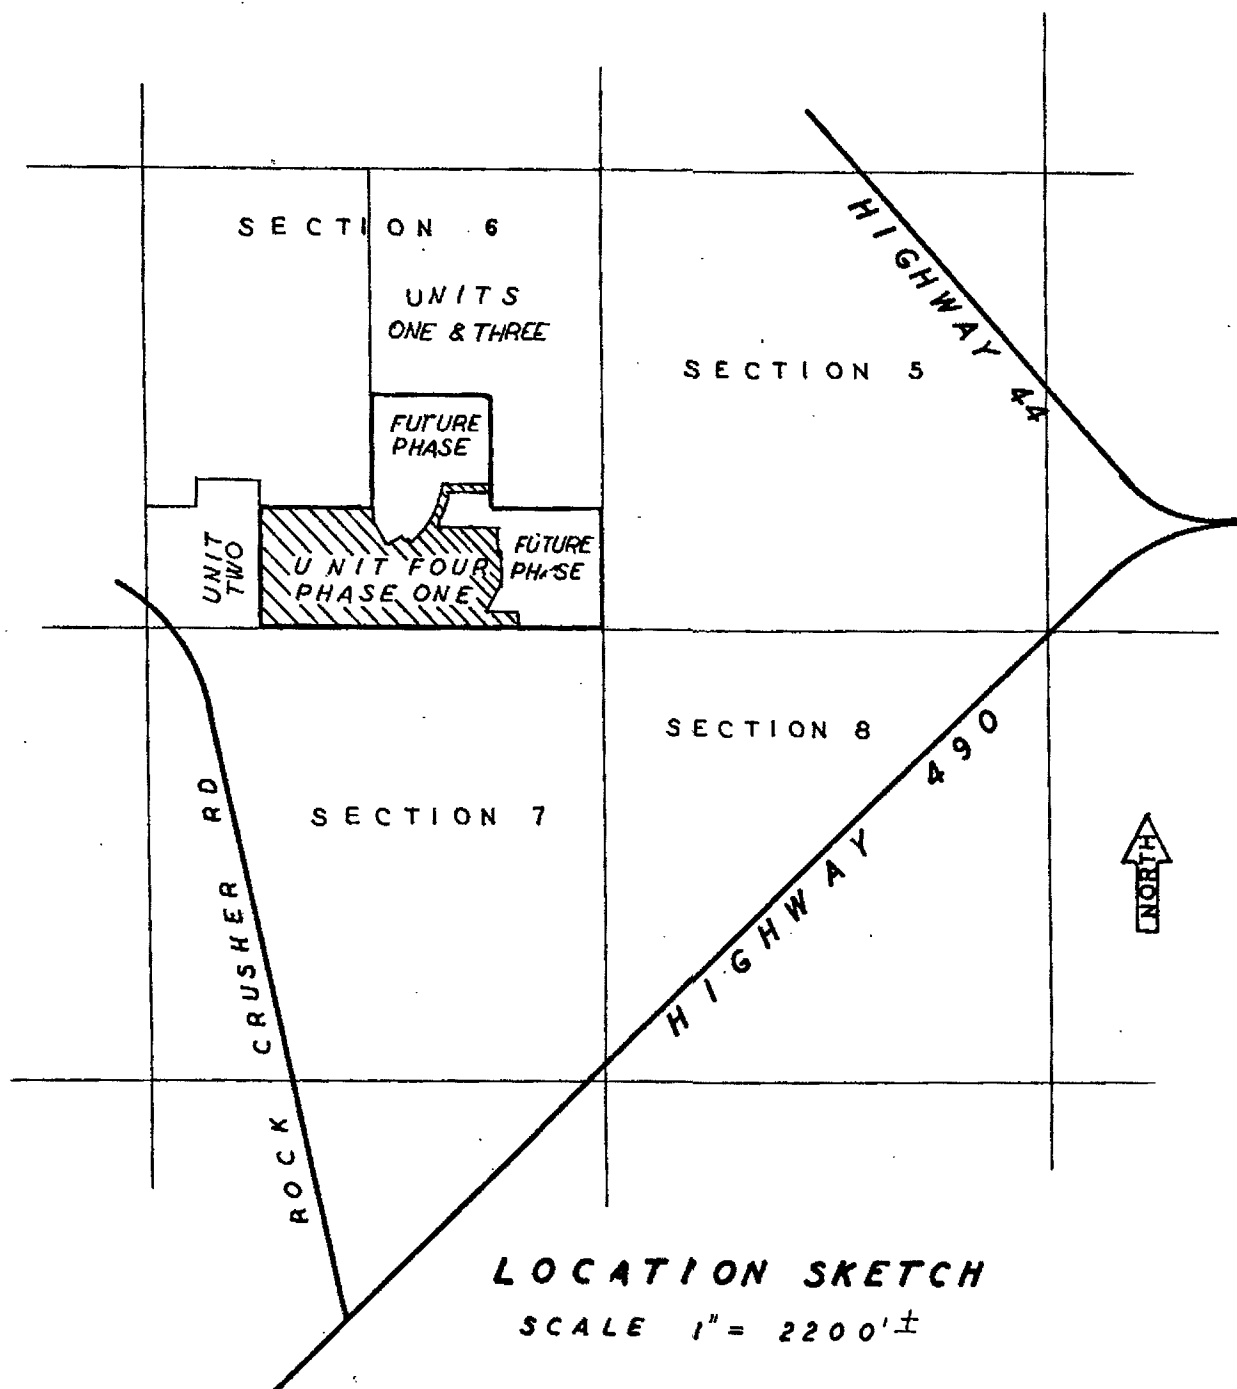 SECTION 6
HIGHWAY 44
UNITS
ONE & THREE
SECTION 5
FUTURE
PHASE
UNIT
TWO
UNIT FOUR
PHASE ONE
FUTURE
PHASE
SECTION 8
HIGHWAY 490
SECTION 7
ROCK CRUSHER RD
NORTH
LOCATION SKETCH
SCALE 1" = 2200'±